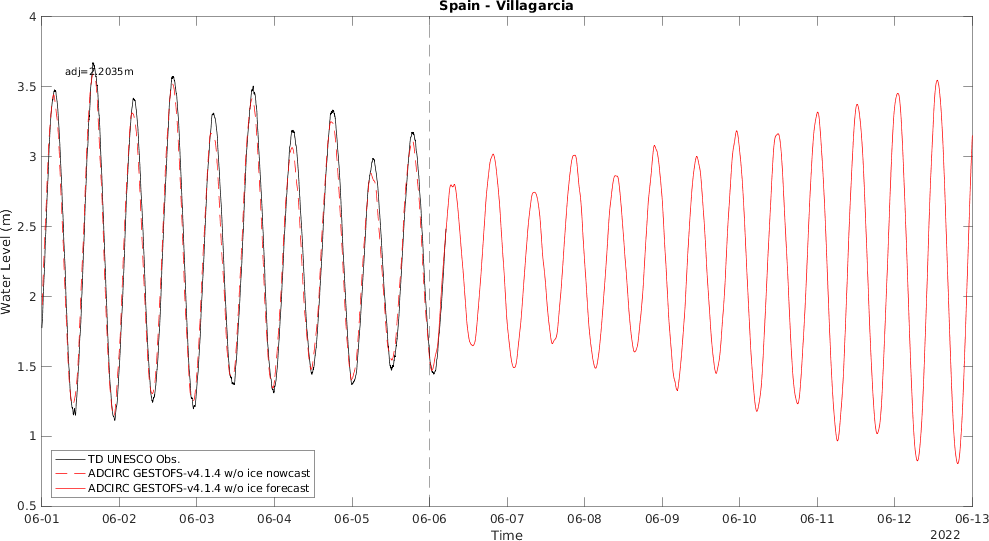 Spain - Villagarcia
adj=2.2035m
Water Level (m)
4
3.5
3
2.5
2
1.5
1
0.5
TD UNESCO Obs.
ADCIRC GESTOFS-v4.1.4 w/o ice nowcast
ADCIRC GESTOFS-v4.1.4 w/o ice forecast
06-01 06-02 06-03 06-04 06-05 06-06 06-07 06-08 06-09 06-10 06-11 06-12 06-13
Time
2022